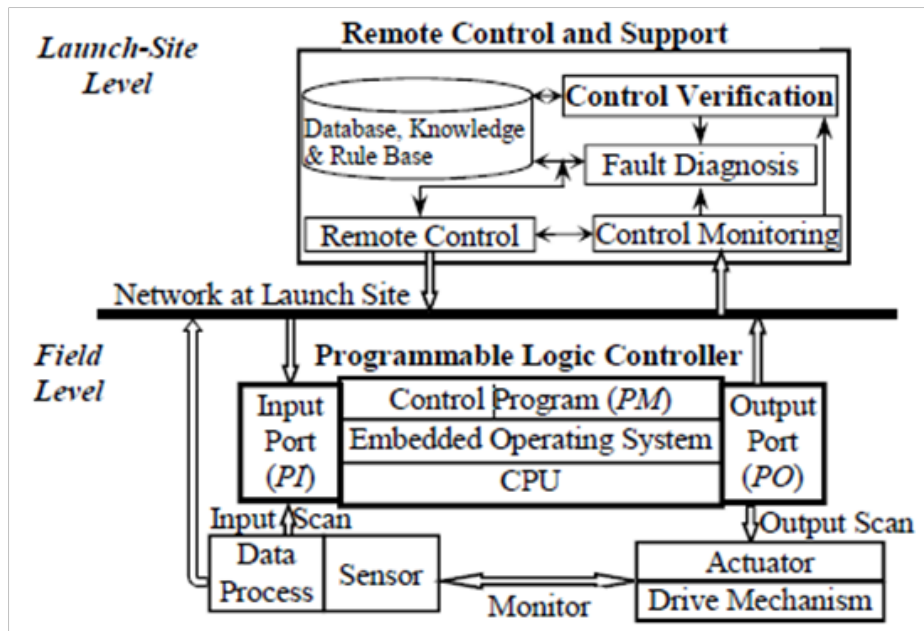 Launch-Site
Level
Remote Control and Support
Database, Knowledge
& Rule Base
Control Verification
Fault Diagnosis
Remote Control
Control Monitoring
Network at Launch Site
Field
Level
Programmable Logic Controller
Input
Port
(PI)
Control Program (PM)
Embedded Operating System
CPU
Output
Port
(PO)
Input Scan
Output Scan
Data
Process
Sensor
Monitor
Actuator
Drive Mechanism